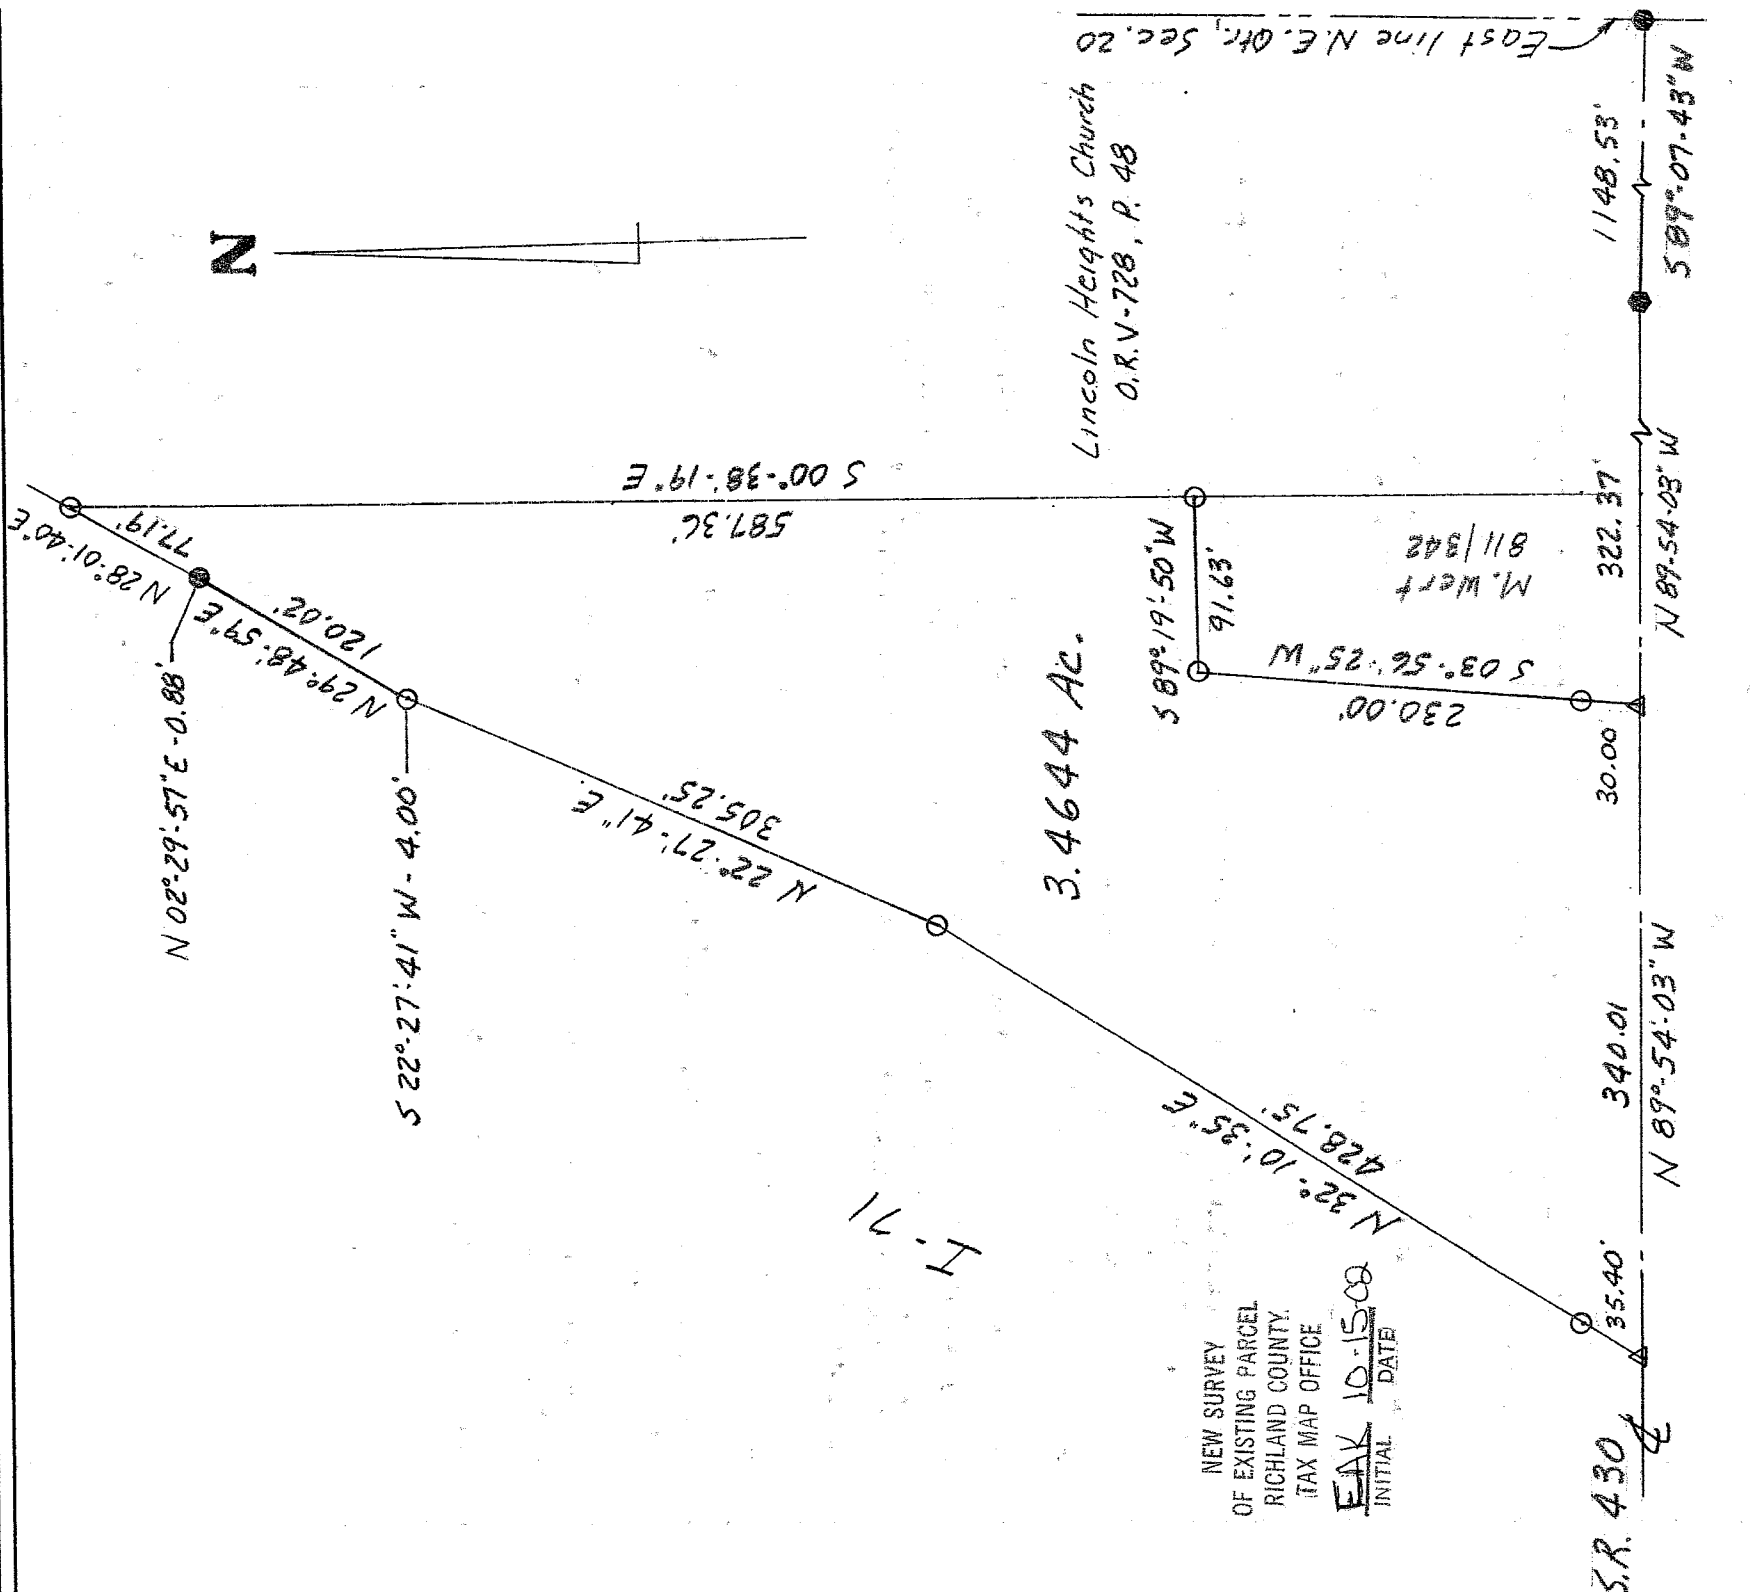 N
East line N.E. Qtr., Sec. 20
Lincoln Heights Church
O.R.V-728, P. 48
1148.53'
S 89°-07'-43" W
S 00°-38'-19" E
587.36'
N 28°-01'-40" E
77.19'
N 29°-48'-59" E
120.02'
N 02°-29'-57" E - 0.88'
S 22°-27'-41" W - 4.00'
N 22°-27'-41" E
305.25'
3.4644 Ac.
S 89°-19'-50" W
91.63'
M. Wert
811/342
S 03°-56'-25" W
230.00'
30.00'
322.37'
N 89-54-03" W
340.01
N 89°-54'-03" W
N 32°-10'-35" E
428.75'
35.40'
I-71
NEW SURVEY
OF EXISTING PARCEL
RICHLAND COUNTY
TAX MAP OFFICE
EAK 10-15-02
INITIAL DATE
S.R. 430